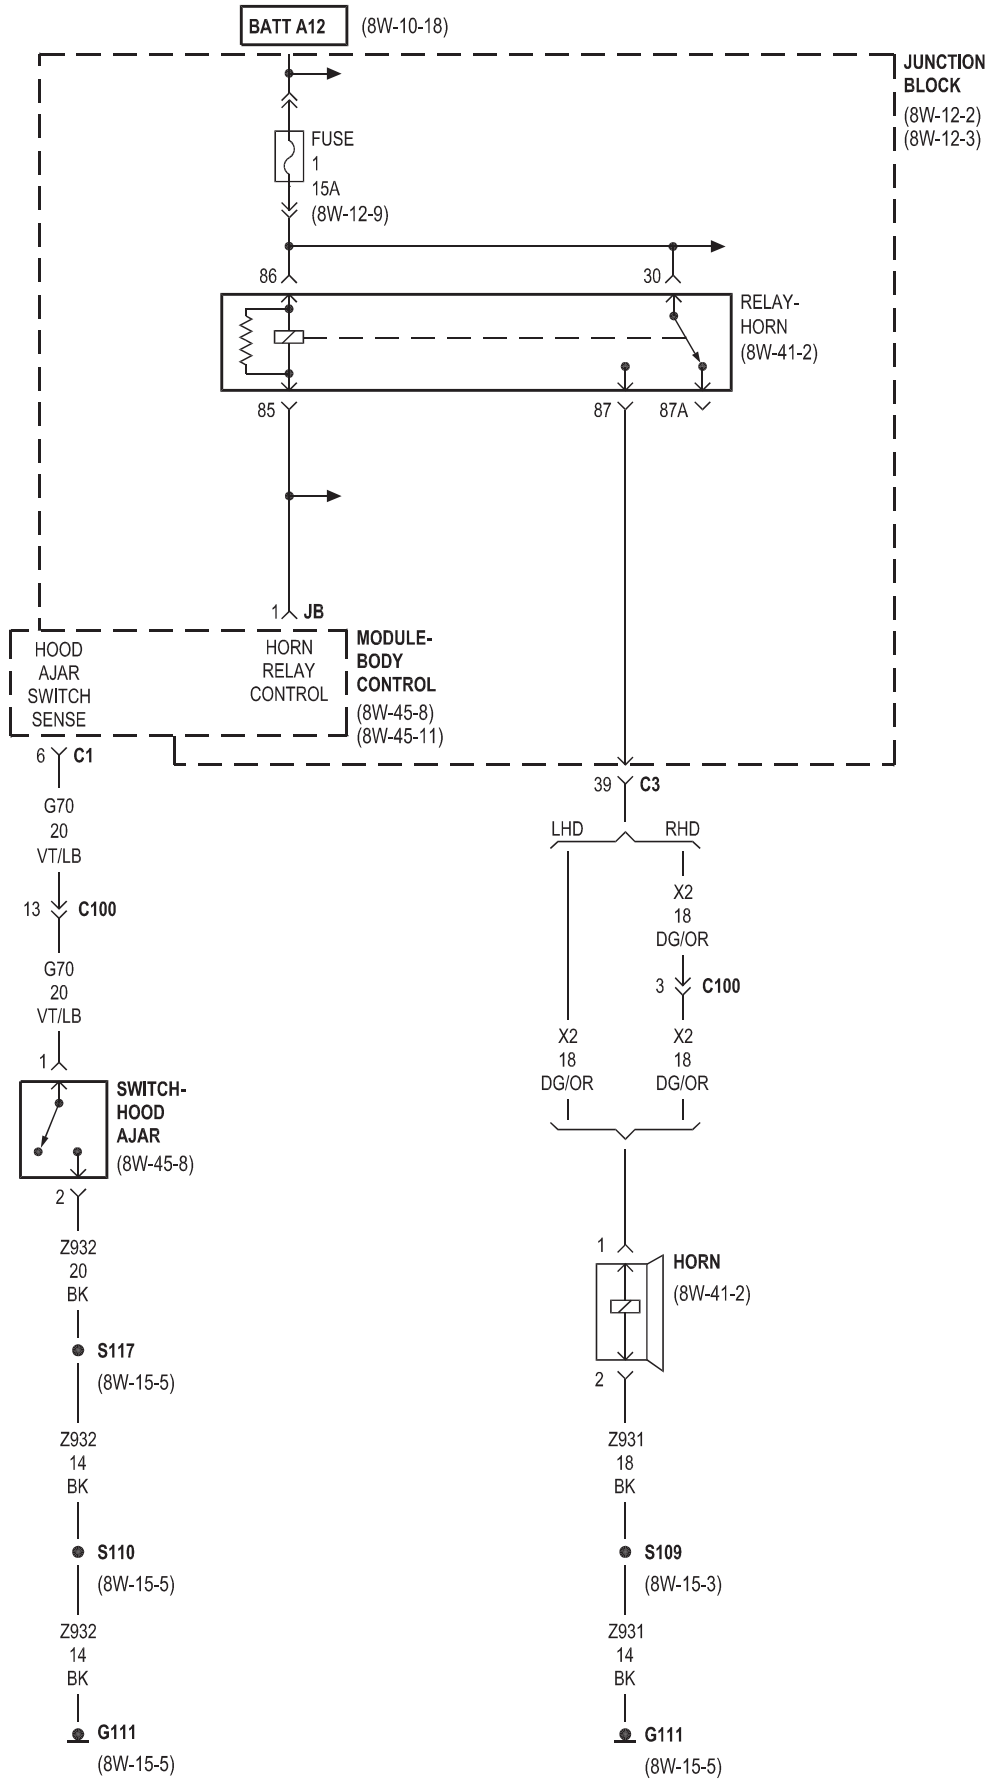 BATT A12
(8W-10-18)
JUNCTION
BLOCK
(8W-12-2)
(8W-12-3)
FUSE
1
15A
(8W-12-9)
86
30
RELAY-
HORN
(8W-41-2)
85
87
87A
1
JB
HOOD
AJAR
SWITCH
SENSE
HORN
RELAY
CONTROL
MODULE-
BODY
CONTROL
(8W-45-8)
(8W-45-11)
6
C1
39
C3
G70
20
VT/LB
LHD
RHD
13
C100
X2
18
DG/OR
G70
20
VT/LB
3
C100
X2
18
DG/OR
X2
18
DG/OR
1
SWITCH-
HOOD
AJAR
(8W-45-8)
2
Z932
20
BK
1
HORN
(8W-41-2)
2
S117
(8W-15-5)
Z932
14
BK
Z931
18
BK
S110
(8W-15-5)
S109
(8W-15-3)
Z932
14
BK
Z931
14
BK
G111
(8W-15-5)
G111
(8W-15-5)